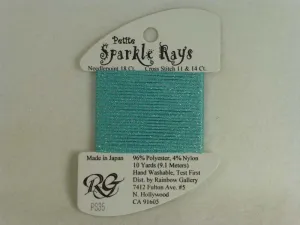 Petite
Sparkle Rays
Needlepoint 18 Ct. Cross Stitch 11 & 14 Ct.
Made in Japan
RG
PS35
96% Polyester, 4% Nylon
10 Yards (9.1 Meters)
Hand Washable, Test First
Dist. by Rainbow Gallery
7412 Fulton Ave. #5
N. Hollywood
CA 91605